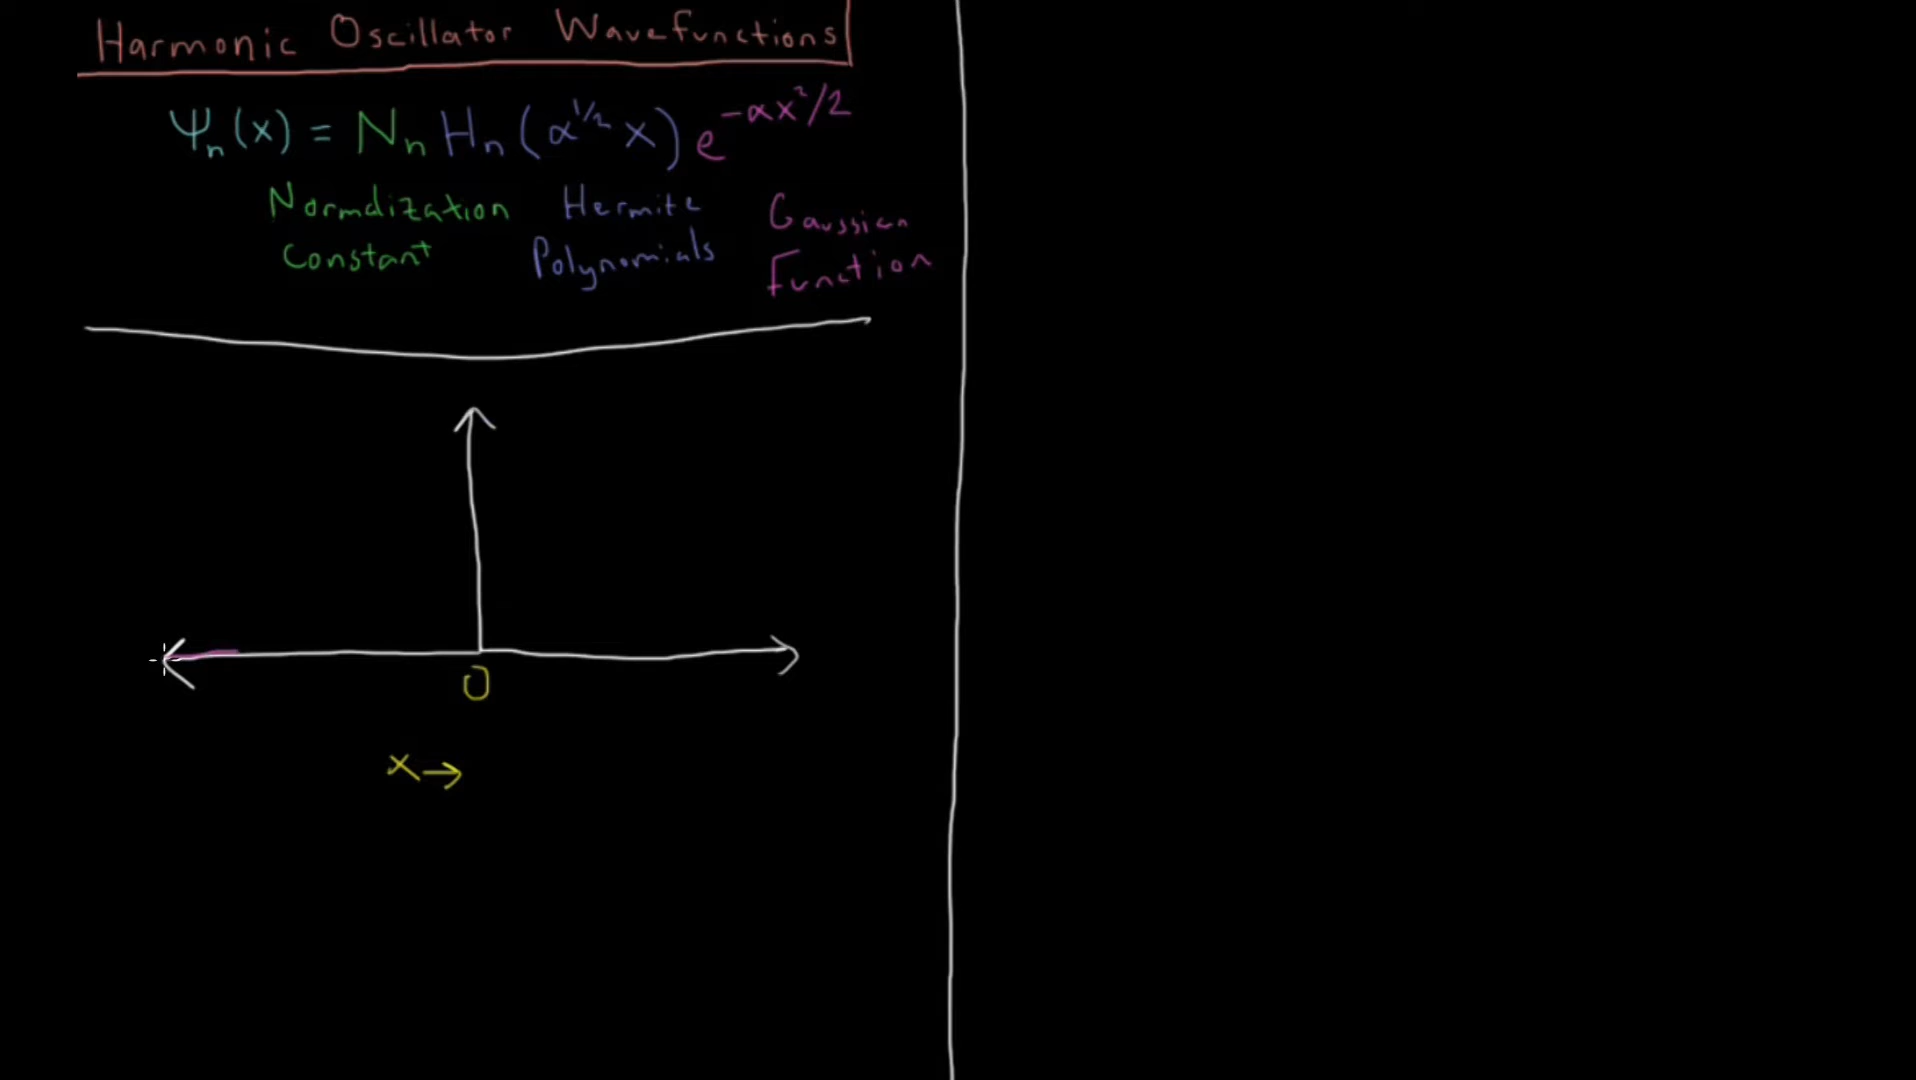 Harmonic Oscillator Wavefunctions
Ψₙ(x) = Nₙ Hₙ(α^{1/2} x) e^{-αx²/2}
Normalization Hermite Gaussian
Constant Polynomials Function
0
x→